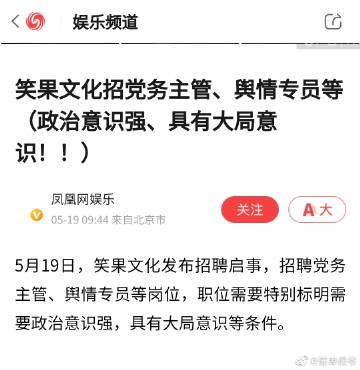 娱乐频道
笑果文化招党务主管、舆情专员等
（政治意识强、具有大局意
识！！）
凤凰网娱乐
05-19 09:44 来自北京市
关注
A 大
5月19日，笑果文化发布招聘启事，招聘党务
主管、舆情专员等岗位，职位需要特别标明需
要政治意识强，具有大局意识等条件。